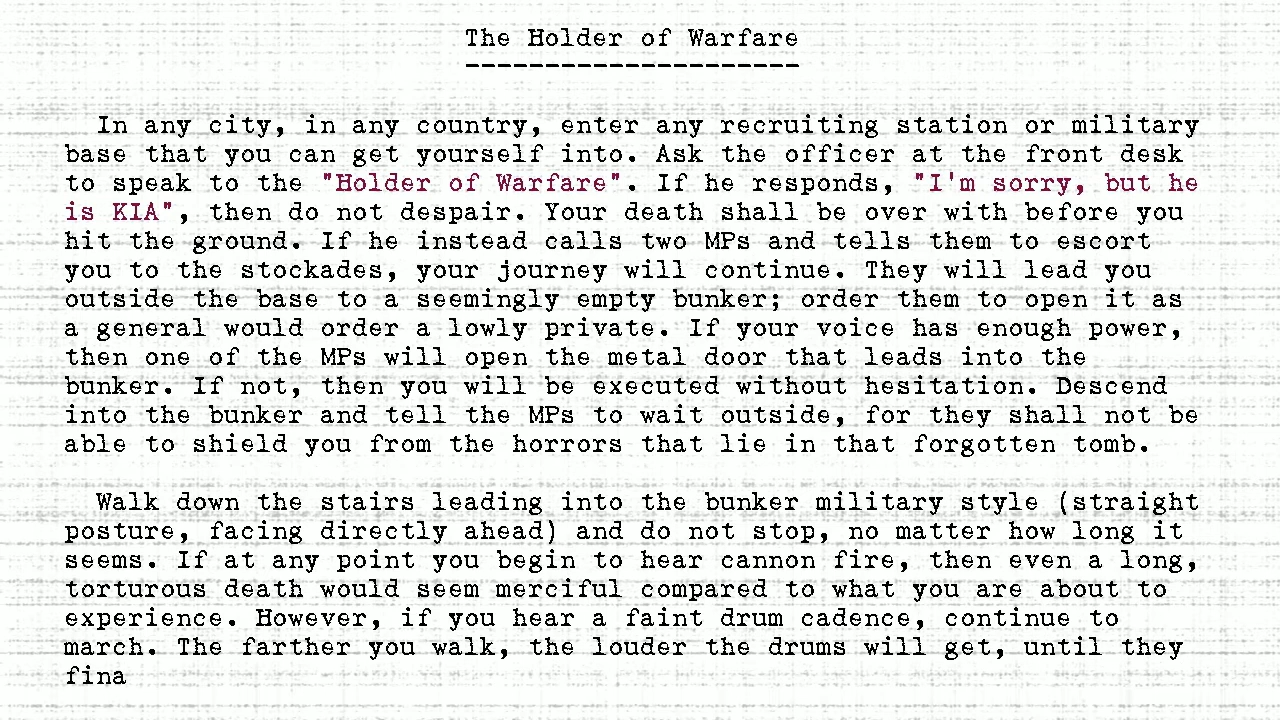 The Holder of Warfare
---------------------
In any city, in any country, enter any recruiting station or military
base that you can get yourself into. Ask the officer at the front desk
to speak to the "Holder of Warfare". If he responds, "I'm sorry, but he
is KIA", then do not despair. Your death shall be over with before you
hit the ground. If he instead calls two MPs and tells them to escort
you to the stockades, your journey will continue. They will lead you
outside the base to a seemingly empty bunker; order them to open it as
a general would order a lowly private. If your voice has enough power,
then one of the MPs will open the metal door that leads into the
bunker. If not, then you will be executed without hesitation. Descend
into the bunker and tell the MPs to wait outside, for they shall not be
able to shield you from the horrors that lie in that forgotten tomb.
Walk down the stairs leading into the bunker military style (straight
posture, facing directly ahead) and do not stop, no matter how long it
seems. If at any point you begin to hear cannon fire, then even a long,
torturous death would seem merciful compared to what you are about to
experience. However, if you hear a faint drum cadence, continue to
march. The farther you walk, the louder the drums will get, until they
fina